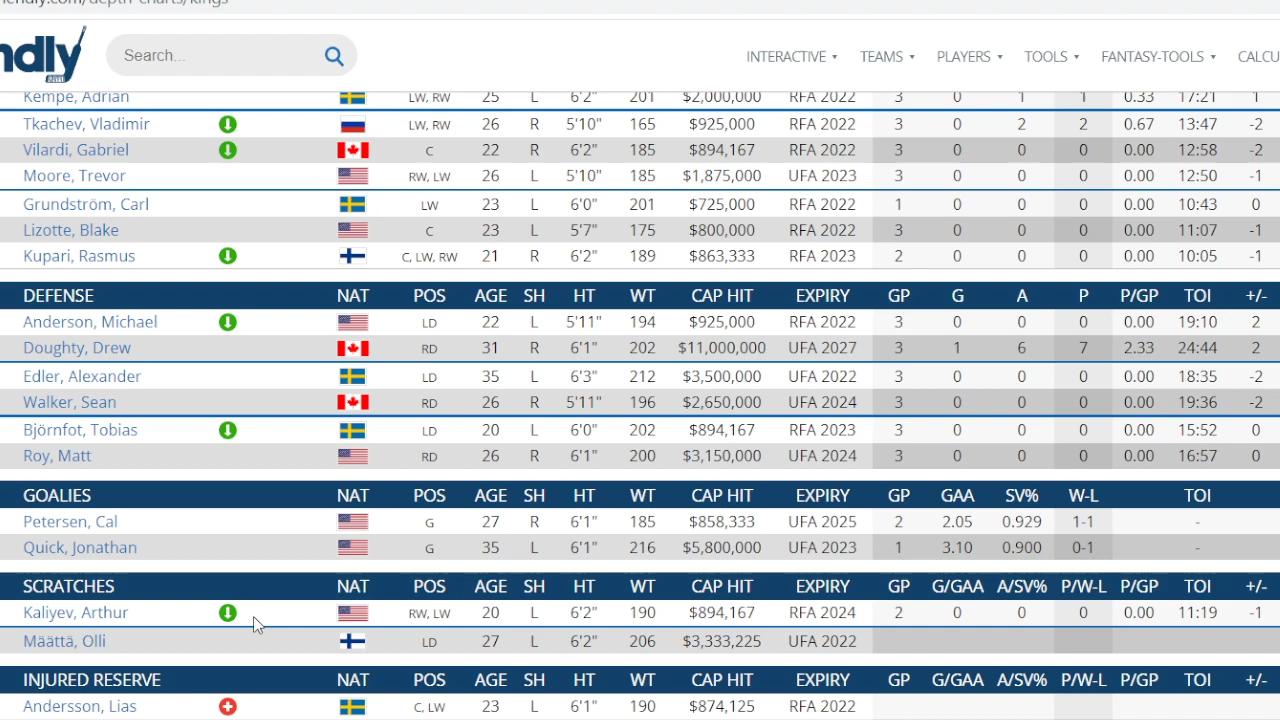 endly.com/depth-charts/kings
ndly
Search...
INTERACTIVE TEAMS PLAYERS TOOLS FANTASY-TOOLS CALCU
Kempe, Adrian LW, RW 25 L 6'2" 201 $2,000,000 RFA 2022 3 0 1 1 0.33 17:21 1
Tkachev, Vladimir LW, RW 26 R 5'10" 165 $925,000 RFA 2022 3 0 2 2 0.67 13:47 -2
Vilardi, Gabriel C 22 R 6'2" 185 $894,167 RFA 2022 3 0 0 0 0.00 12:58 -2
Moore, Trevor RW, LW 26 L 5'10" 185 $1,875,000 UFA 2023 3 0 0 0 0.00 12:50 -1
Grundström, Carl LW 23 L 6'0" 201 $725,000 RFA 2022 1 0 0 0 0.00 10:43 0
Lizotte, Blake C 23 L 5'7" 175 $800,000 RFA 2022 3 0 0 0 0.00 11:07 -1
Kupari, Rasmus C, LW, RW 21 R 6'2" 189 $863,333 RFA 2023 2 0 0 0 0.00 10:05 -1
DEFENSE NAT POS AGE SH HT WT CAP HIT EXPIRY GP G A P P/GP TOI +/-
Anderson, Michael LD 22 L 5'11" 194 $925,000 RFA 2022 3 0 0 0 0.00 19:10 2
Doughty, Drew RD 31 R 6'1" 202 $11,000,000 UFA 2027 3 1 6 7 2.33 24:44 2
Edler, Alexander LD 35 L 6'3" 212 $3,500,000 UFA 2022 3 0 0 0 0.00 18:35 -2
Walker, Sean RD 26 R 5'11" 196 $2,650,000 UFA 2024 3 0 0 0 0.00 19:36 -2
Björnfot, Tobias LD 20 L 6'0" 202 $894,167 RFA 2023 3 0 0 0 0.00 15:52 0
Roy, Matt RD 26 R 6'1" 200 $3,150,000 UFA 2024 3 0 0 0 0.00 16:57 0
GOALIES NAT POS AGE SH HT WT CAP HIT EXPIRY GP GAA SV% W-L TOI
Petersen, Cal G 27 R 6'1" 185 $858,333 UFA 2025 2 2.05 0.929 1-1 -
Quick, Jonathan G 35 L 6'1" 216 $5,800,000 UFA 2023 1 3.10 0.900 0-1 -
SCRATCHES NAT POS AGE SH HT WT CAP HIT EXPIRY GP G/GAA A/SV% P/W-L P/GP TOI +/-
Kaliyev, Arthur RW, LW 20 L 6'2" 190 $894,167 RFA 2024 2 0 0 0 0.00 11:19 -1
Määttä, Olli LD 27 L 6'2" 206 $3,333,225 UFA 2022
INJURED RESERVE NAT POS AGE SH HT WT CAP HIT EXPIRY GP G/GAA A/SV% P/W-L P/GP TOI +/-
Andersson, Lias C, LW 23 L 6'1" 190 $874,125 RFA 2022